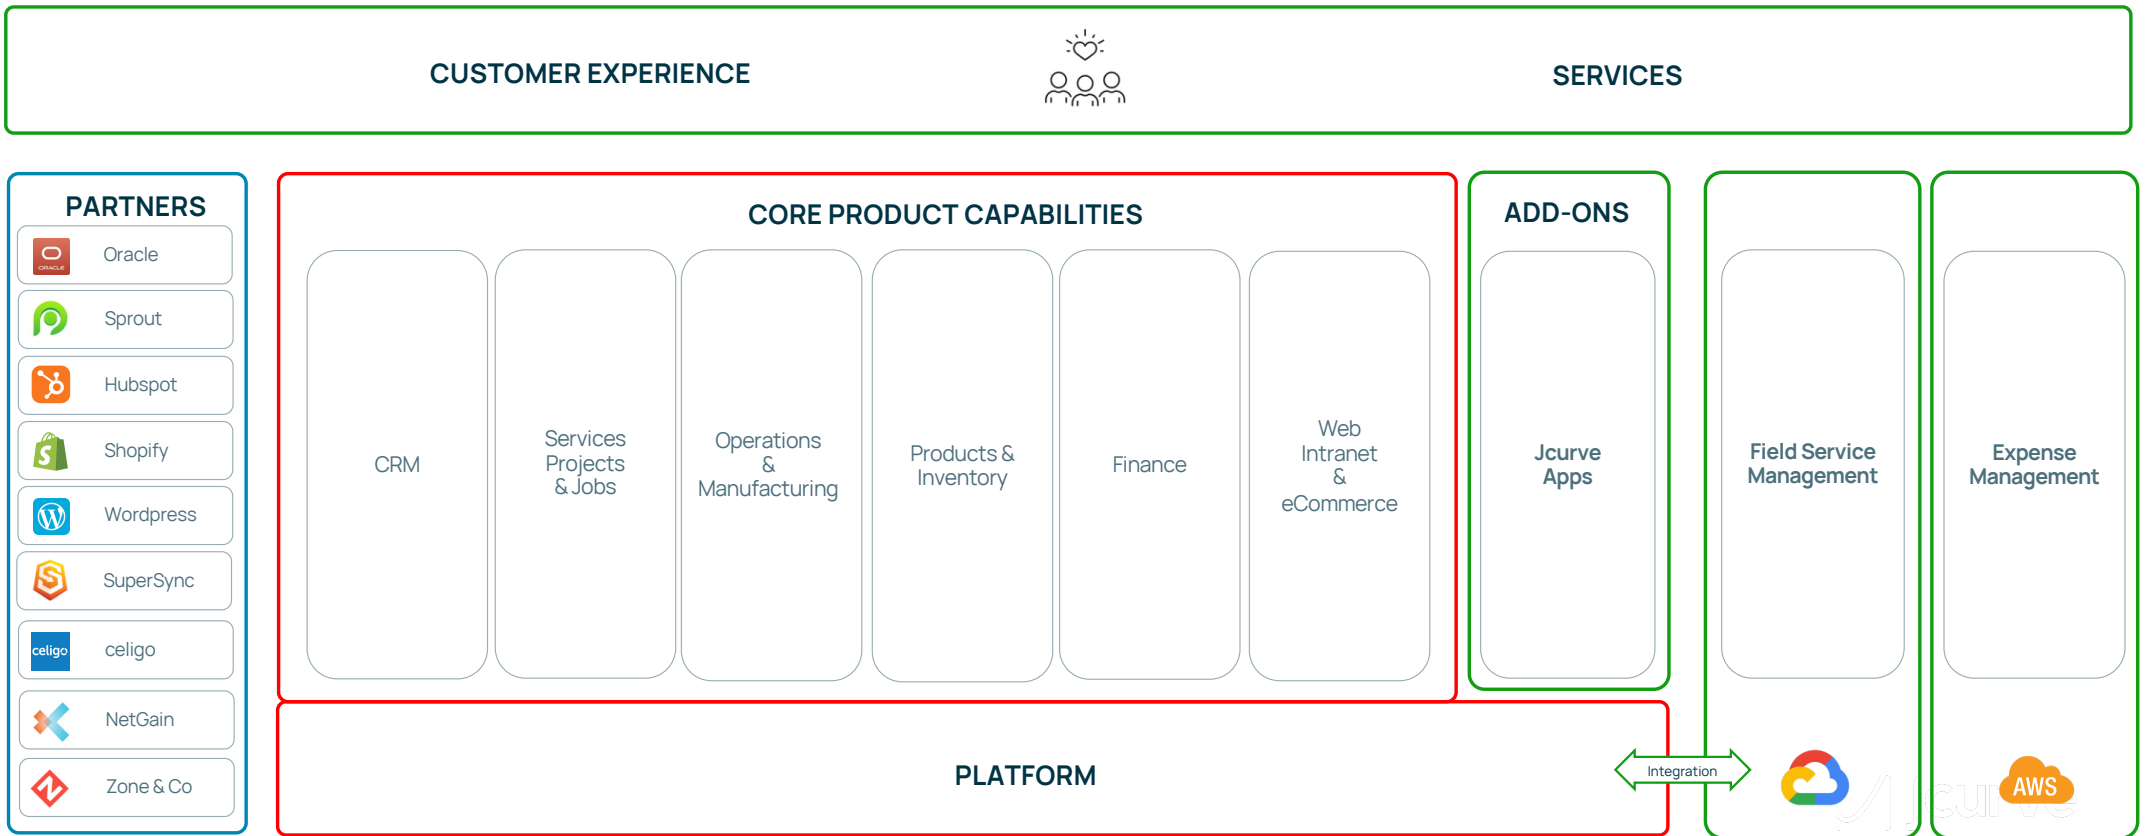 CUSTOMER EXPERIENCE
SERVICES
PARTNERS
ORACLE
Oracle
Sprout
Hubspot
Shopify
Wordpress
SuperSync
celigo
celigo
NetGain
Zone & Co
CORE PRODUCT CAPABILITIES
CRM
Services
Projects
& Jobs
Operations
&
Manufacturing
Products &
Inventory
Finance
Web
Intranet
&
eCommerce
ADD-ONS
Jcurve
Apps
Field Service
Management
Expense
Management
PLATFORM
Integration
AWS
Jcurve